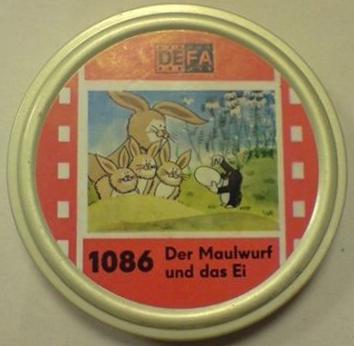 DEFA
1086 Der Maulwurf
und das Ei